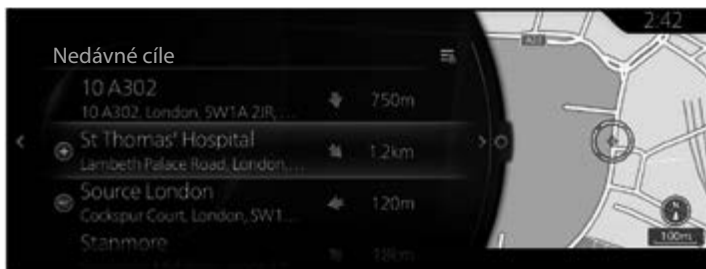 2:42
Nedávné cíle
10 A302
10 A302, London, SW1A 2JR, ...
750m
St Thomas' Hospital
Lambeth Palace Road, London, ...
1.2km
Source London
Cockspur Court, London, SW1...
120m
Stanmore
18km
N
100m